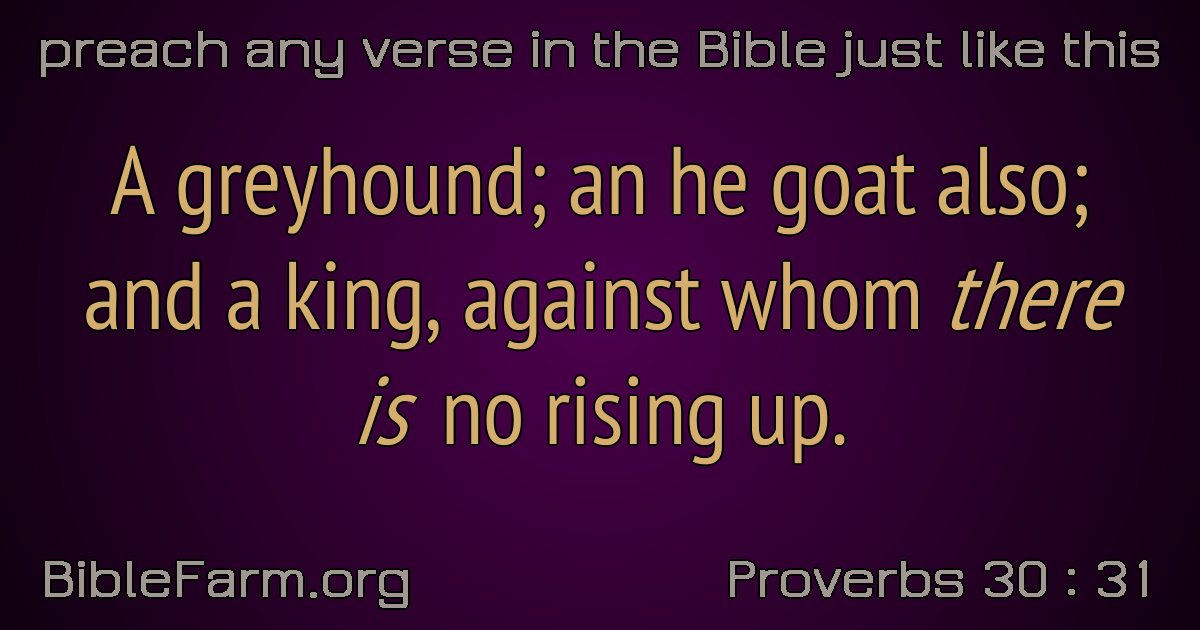 preach any verse in the Bible just like this
A greyhound; an he goat also;
and a king, against whom there
is no rising up.
BibleFarm.org
Proverbs 30 : 31